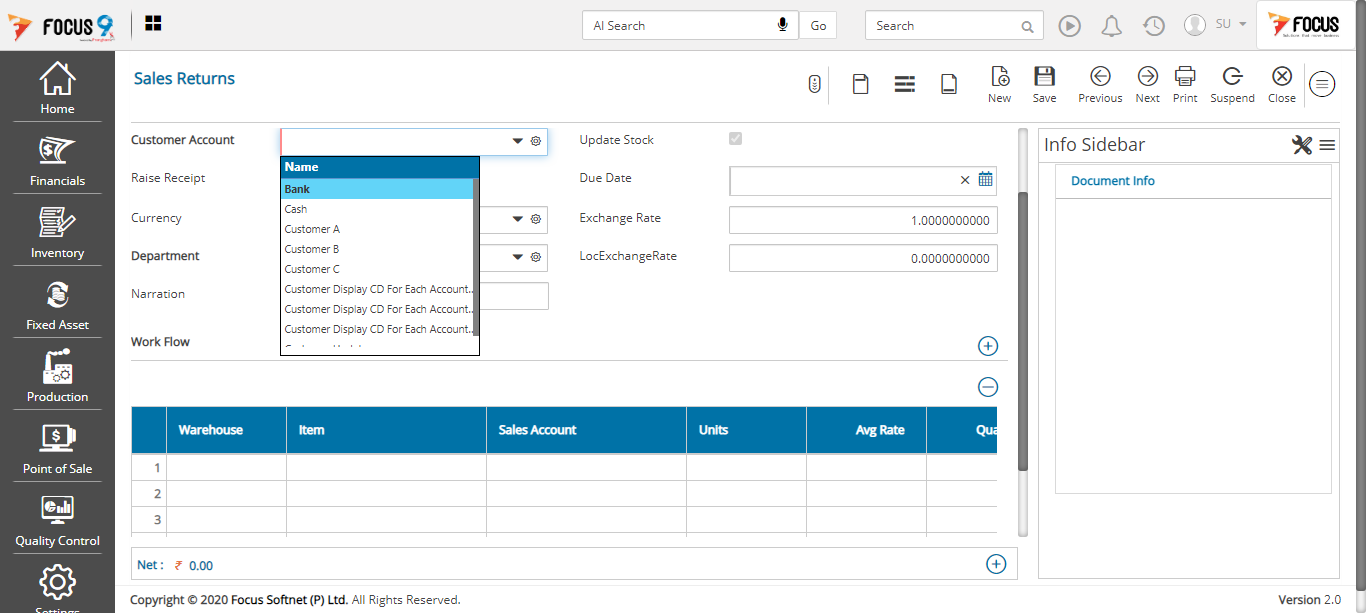 FOCUS 9
AI Search
Go
Search
SU
FOCUS
Home
Financials
Inventory
Fixed Asset
Production
Point of Sale
Quality Control
Settings
Sales Returns
New
Save
Previous
Next
Print
Suspend
Close
Customer Account
Update Stock
Raise Receipt
Due Date
Currency
Exchange Rate
1.0000000000
Department
LocExchangeRate
0.0000000000
Narration
Work Flow
Name
Bank
Cash
Customer A
Customer B
Customer C
Customer Display CD For Each Account..
Customer Display CD For Each Account..
Customer Display CD For Each Account..
Info Sidebar
Document Info
Warehouse Item Sales Account Units Avg Rate Qua
1
2
3
Net : ₹ 0.00
Copyright © 2020 Focus Softnet (P) Ltd. All Rights Reserved.
Version 2.0